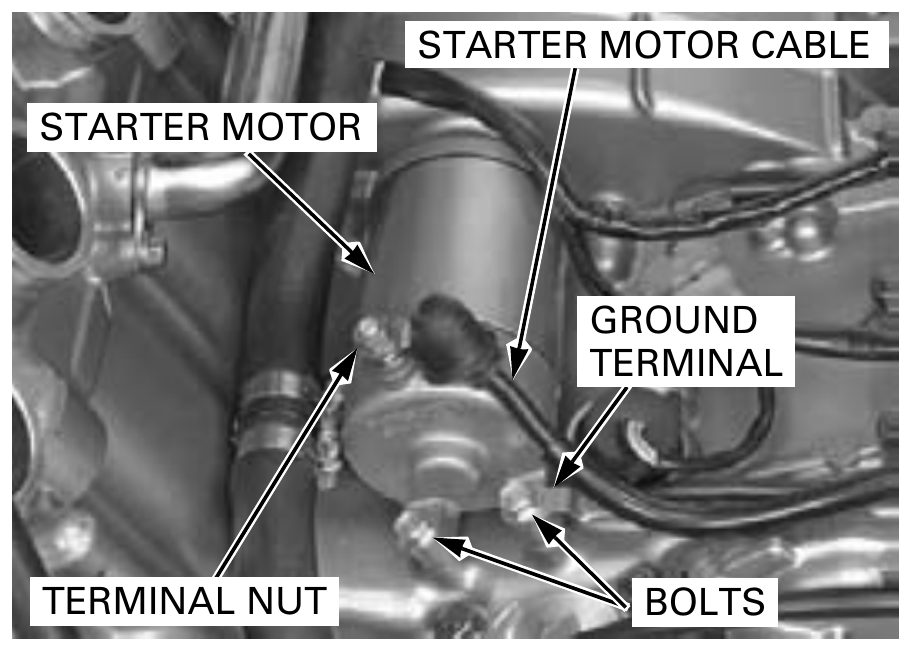 STARTER MOTOR CABLE
STARTER MOTOR
GROUND
TERMINAL
TERMINAL NUT
BOLTS